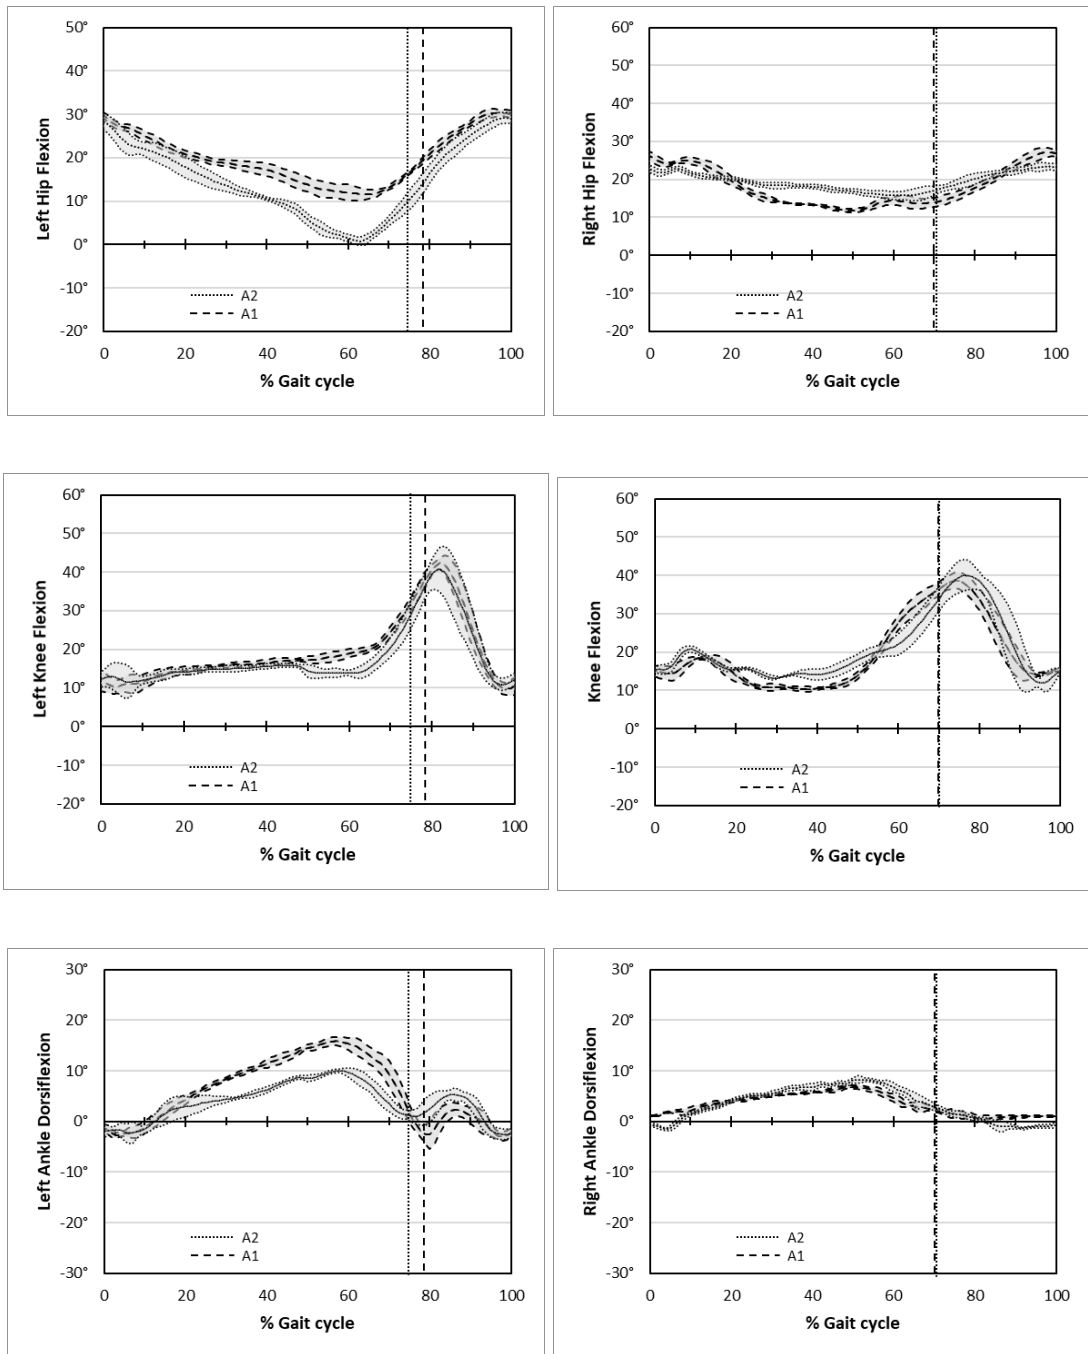 50°
40°
30°
20°
10°
0°
-10°
-20°
Left Hip Flexion
A2
A1
0 20 40 60 80 100
% Gait cycle
60°
50°
40°
30°
20°
10°
0°
-10°
-20°
Right Hip Flexion
A2
A1
0 20 40 60 80 100
% Gait cycle
60°
50°
40°
30°
20°
10°
0°
-10°
-20°
Left Knee Flexion
A2
A1
0 20 40 60 80 100
% Gait cycle
60°
50°
40°
30°
20°
10°
0°
-10°
-20°
Knee Flexion
A2
A1
0 20 40 60 80 100
% Gait cycle
30°
20°
10°
0°
-10°
-20°
-30°
Left Ankle Dorsiflexion
A2
A1
0 20 40 60 80 100
% Gait cycle
30°
20°
10°
0°
-10°
-20°
-30°
Right Ankle Dorsiflexion
A2
A1
0 20 40 60 80 100
% Gait cycle